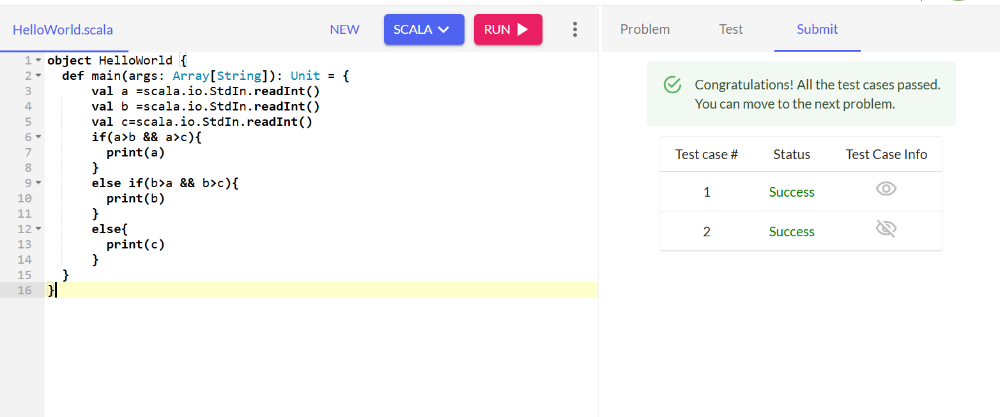 HelloWorld.scala NEW SCALA RUN
1 object HelloWorld {
2   def main(args: Array[String]): Unit = {
3       val a =scala.io.StdIn.readInt()
4       val b =scala.io.StdIn.readInt()
5       val c=scala.io.StdIn.readInt()
6       if(a>b && a>c){
7         print(a)
8       }
9       else if(b>a && b>c){
10         print(b)
11       }
12       else{
13         print(c)
14       }
15   }
16 }
Problem Test Submit
Congratulations! All the test cases passed.
You can move to the next problem.
Test case # Status Test Case Info
1 Success
2 Success